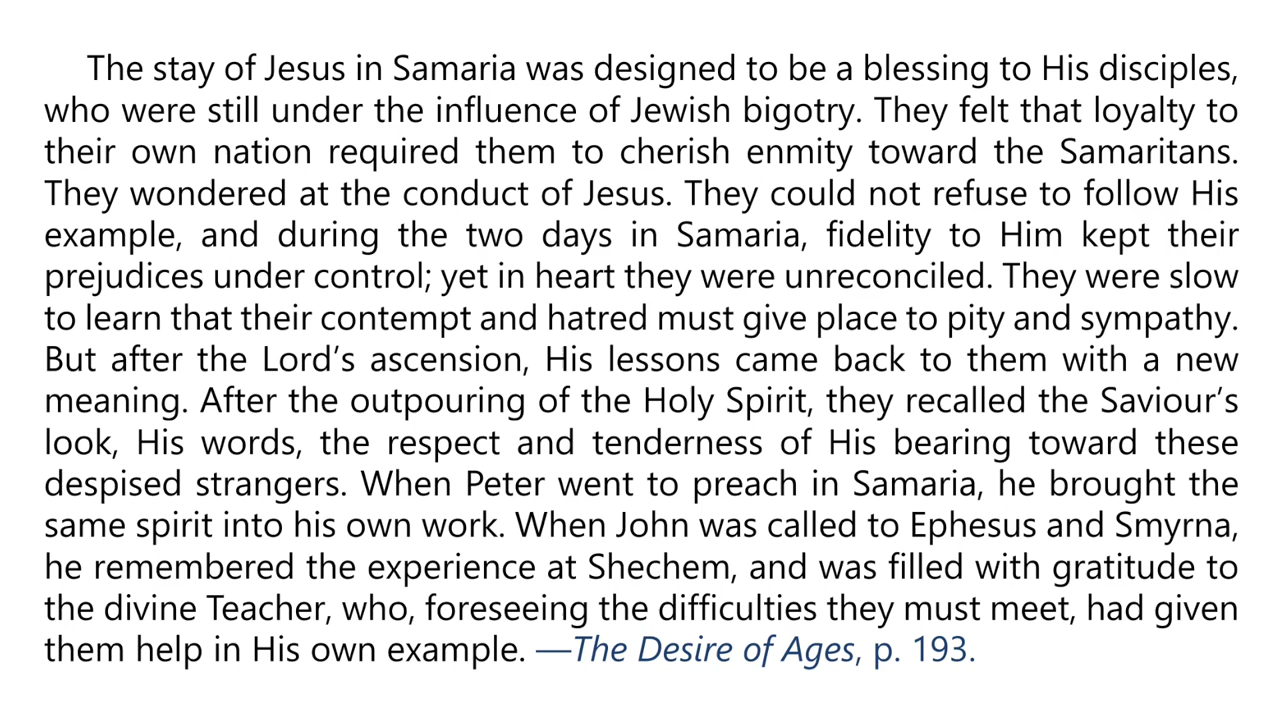 The stay of Jesus in Samaria was designed to be a blessing to His disciples,
who were still under the influence of Jewish bigotry. They felt that loyalty to
their own nation required them to cherish enmity toward the Samaritans.
They wondered at the conduct of Jesus. They could not refuse to follow His
example, and during the two days in Samaria, fidelity to Him kept their
prejudices under control; yet in heart they were unreconciled. They were slow
to learn that their contempt and hatred must give place to pity and sympathy.
But after the Lord’s ascension, His lessons came back to them with a new
meaning. After the outpouring of the Holy Spirit, they recalled the Saviour‘s
look, His words, the respect and tenderness of His bearing toward these
despised strangers. When Peter went to preach in Samaria, he brought the
same spirit into his own work. When John was called to Ephesus and Smyrna,
he remembered the experience at Shechem, and was filled with gratitude to
the divine Teacher, who, foreseeing the difficulties they must meet, had given
them help in His own example. —The Desire of Ages, p. 193.